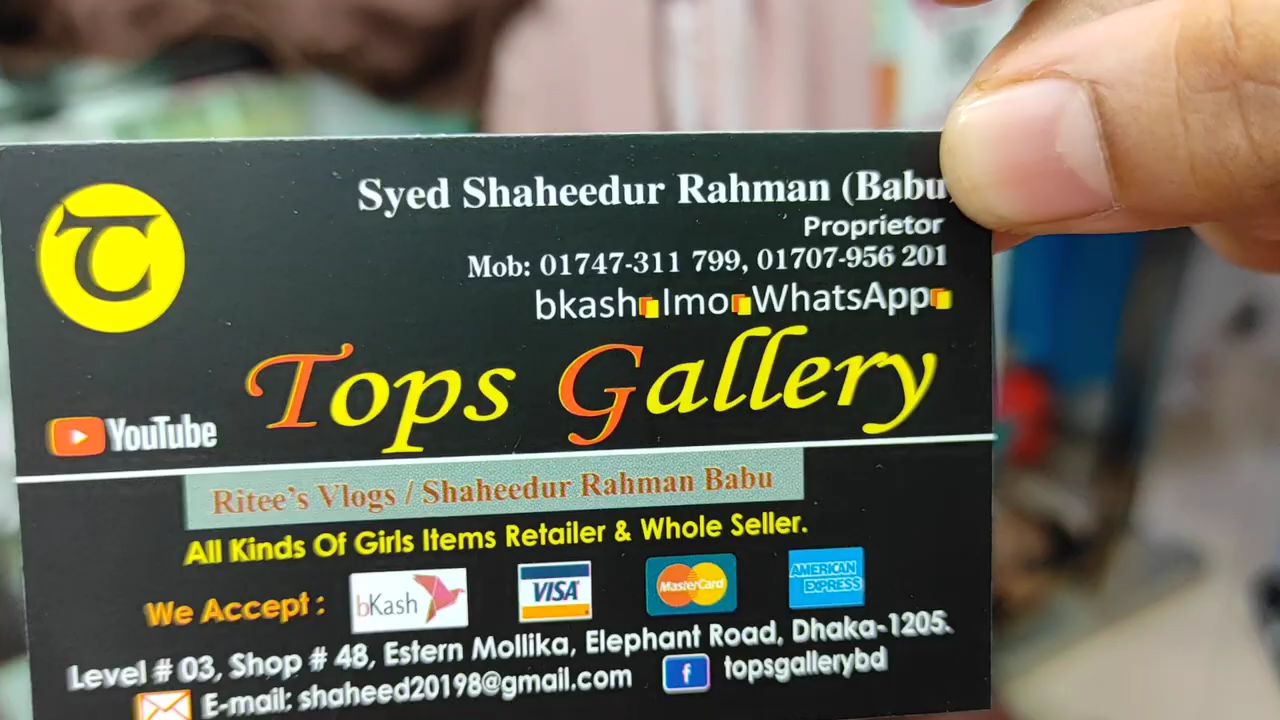 Syed Shaheedur Rahman (Babu
Proprietor
Mob: 01747-311 799, 01707-956 201
bkash Imo WhatsApp
Tops Gallery
YouTube
Ritee's Vlogs / Shaheedur Rahman Babu
All Kinds Of Girls Items Retailer & Whole Seller.
We Accept : bKash VISA MasterCard AMERICAN EXPRESS
Level # 03, Shop # 48, Estern Mollika, Elephant Road, Dhaka-1205.
E-mail: shaheed20198@gmail.com f topsgallerybd